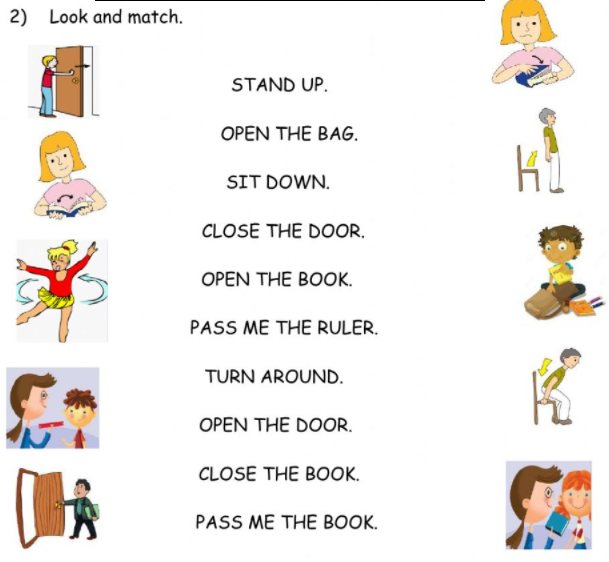 2) Look and match.
STAND UP.
OPEN THE BAG.
SIT DOWN.
CLOSE THE DOOR.
OPEN THE BOOK.
PASS ME THE RULER.
TURN AROUND.
OPEN THE DOOR.
CLOSE THE BOOK.
PASS ME THE BOOK.